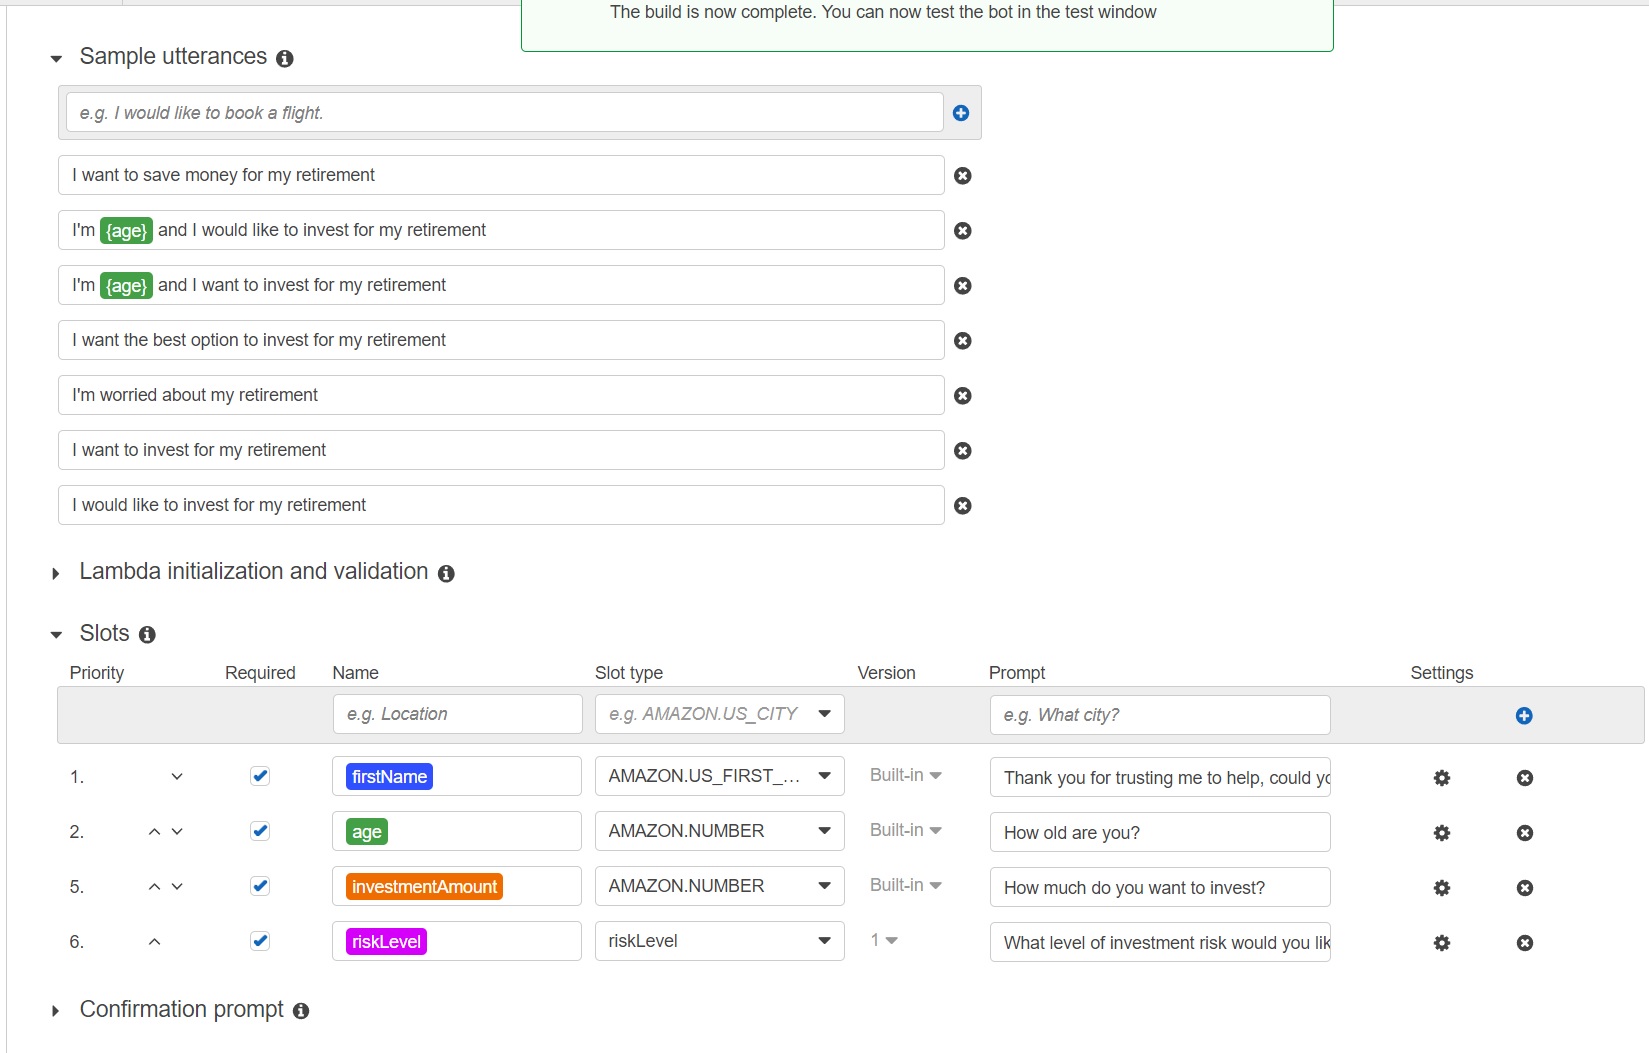 The build is now complete. You can now test the bot in the test window
Sample utterances
e.g. I would like to book a flight.
I want to save money for my retirement
I'm {age} and I would like to invest for my retirement
I'm {age} and I want to invest for my retirement
I want the best option to invest for my retirement
I'm worried about my retirement
I want to invest for my retirement
I would like to invest for my retirement
Lambda initialization and validation
Slots
Priority Required Name Slot type Version Prompt Settings
e.g. Location e.g. AMAZON.US_CITY e.g. What city?
1. firstName AMAZON.US_FIRST_... Built-in Thank you for trusting me to help, could yo
2. age AMAZON.NUMBER Built-in How old are you?
5. investmentAmount AMAZON.NUMBER Built-in How much do you want to invest?
6. riskLevel riskLevel 1 What level of investment risk would you lik
Confirmation prompt